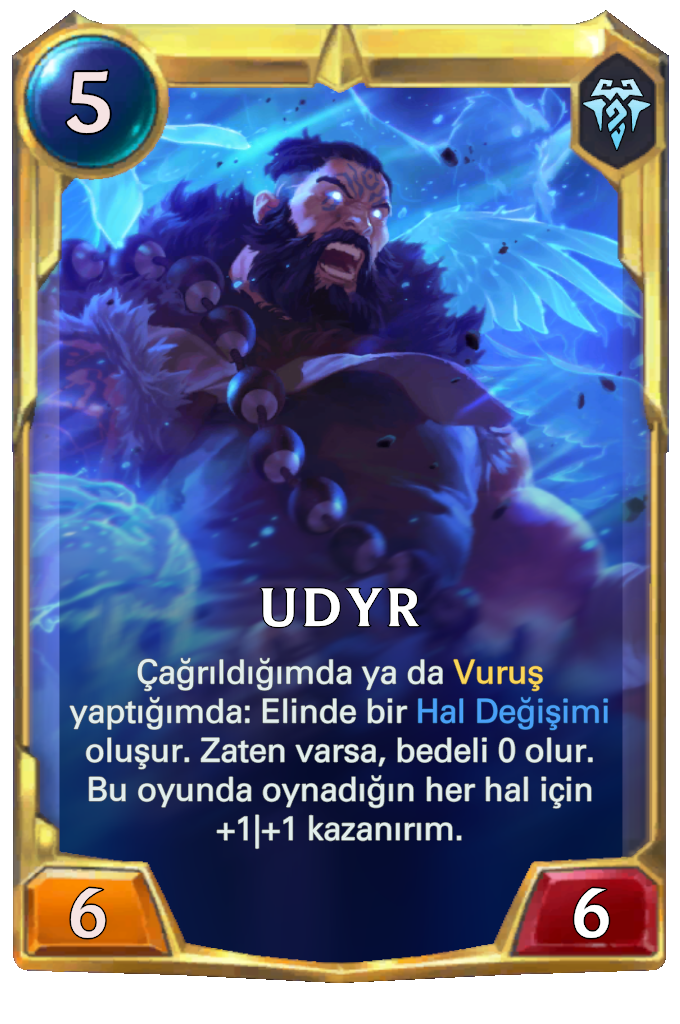 5
UDYR
Çağrıldığımda ya da Vuruş
yaptığımda: Elinde bir Hal Değişimi
oluşur. Zaten varsa, bedeli 0 olur.
Bu oyunda oynadığın her hal için
+1|+1 kazanırım.
6 6